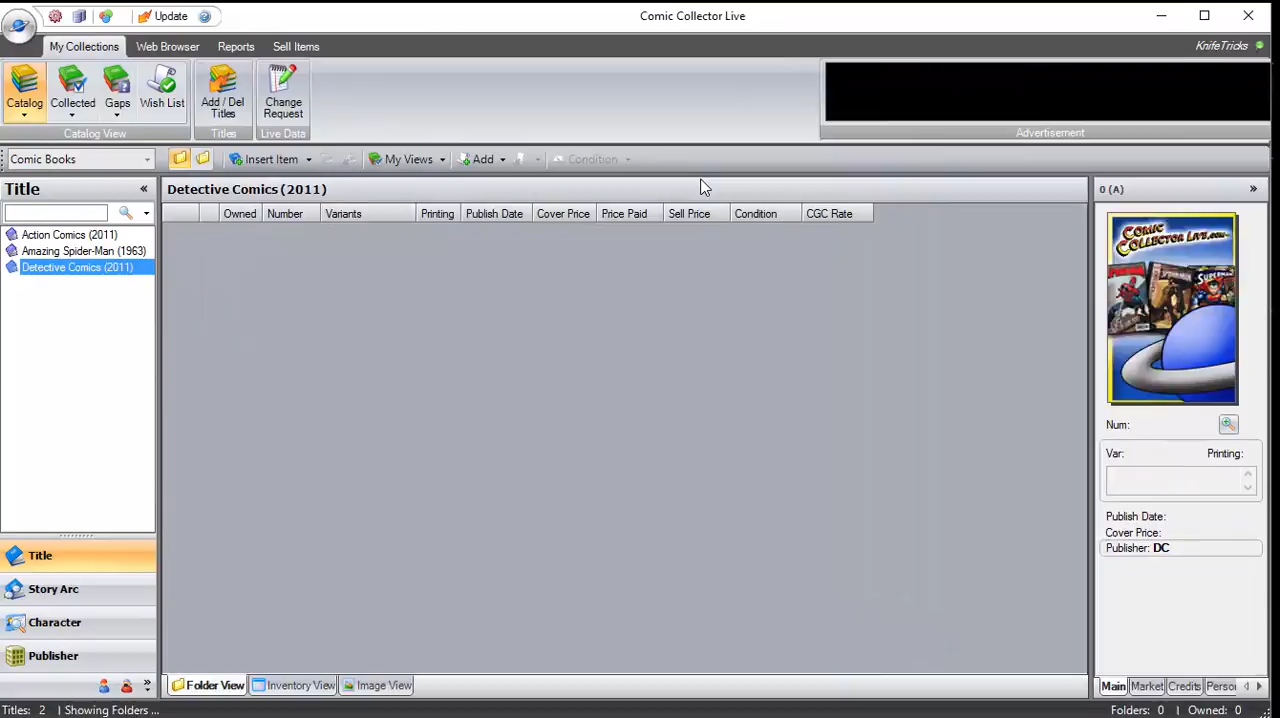 Update
Comic Collector Live
My Collections
Web Browser
Reports
Sell Items
KnifeTricks
Catalog
Collected
Gaps
Wish List
Add / Del
Titles
Change
Request
Catalog View
Titles
Live Data
Advertisement
Comic Books
Insert Item
My Views
Add
Condition
Title
Detective Comics (2011)
0 (A)
Owned
Number
Variants
Printing
Publish Date
Cover Price
Price Paid
Sell Price
Condition
CGC Rate
Action Comics (2011)
Amazing Spider-Man (1963)
Detective Comics (2011)
COMIC
COLLECTOR LIVE.com
Num:
Var:
Printing:
Publish Date:
Cover Price:
Publisher: DC
Title
Story Arc
Character
Publisher
Folder View
Inventory View
Image View
Main
Market
Credits
Perso
Titles: 2
Showing Folders ...
Folders: 0
Owned: 0